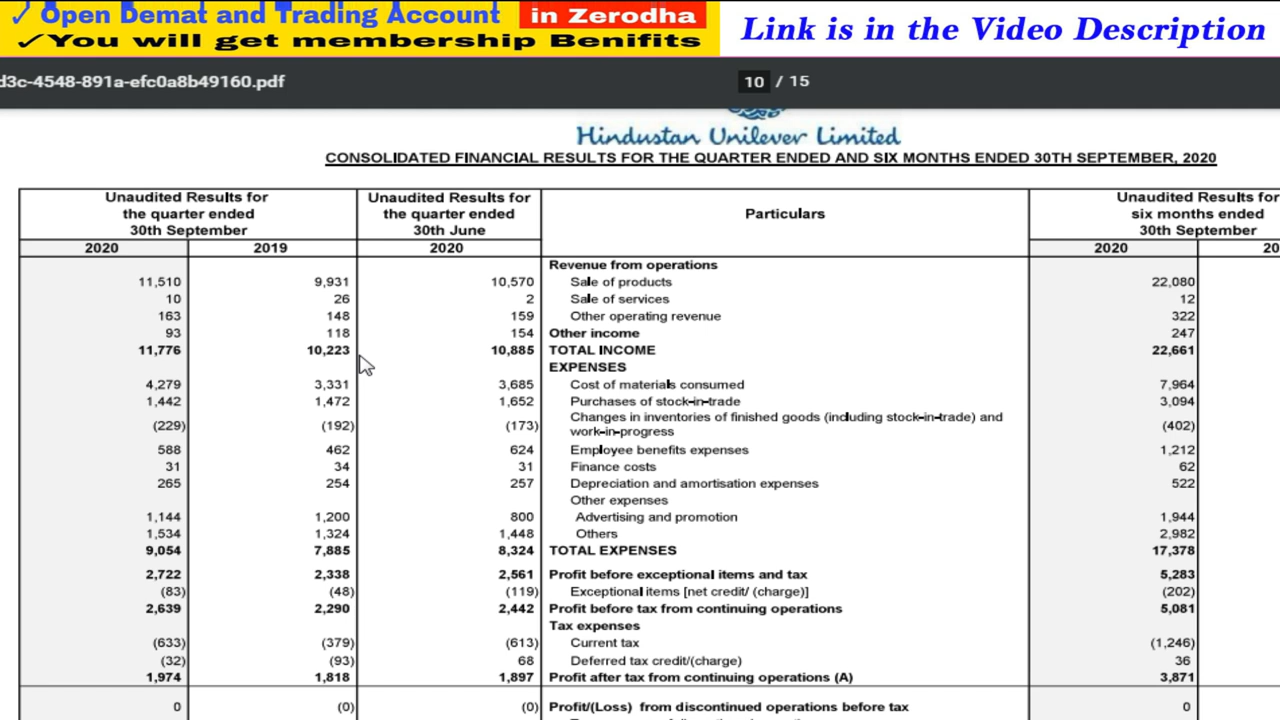 ✓ Open Demat and Trading Account in Zerodha
✓You will get membership Benifits
Link is in the Video Description
d3c-4548-891a-efc0a8b49160.pdf 10 / 15
Hindustan Unilever Limited
CONSOLIDATED FINANCIAL RESULTS FOR THE QUARTER ENDED AND SIX MONTHS ENDED 30TH SEPTEMBER, 2020
Unaudited Results for the quarter ended 30th September Unaudited Results for the quarter ended 30th June Particulars Unaudited Results for six months ended 30th September
2020 2019 2020 2020 20
Revenue from operations
11,510 9,931 10,570 Sale of products 22,080
10 26 2 Sale of services 12
163 148 159 Other operating revenue 322
93 118 154 Other income 247
11,776 10,223 10,885 TOTAL INCOME 22,661
EXPENSES
4,279 3,331 3,685 Cost of materials consumed 7,964
1,442 1,472 1,652 Purchases of stock-in-trade 3,094
(229) (192) (173) Changes in inventories of finished goods (including stock-in-trade) and work-in-progress (402)
588 462 624 Employee benefits expenses 1,212
31 34 31 Finance costs 62
265 254 257 Depreciation and amortisation expenses 522
Other expenses
1,144 1,200 800 Advertising and promotion 1,944
1,534 1,324 1,448 Others 2,982
9,054 7,885 8,324 TOTAL EXPENSES 17,378
2,722 2,338 2,561 Profit before exceptional items and tax 5,283
(83) (48) (119) Exceptional items [net credit/ (charge)] (202)
2,639 2,290 2,442 Profit before tax from continuing operations 5,081
Tax expenses
(633) (379) (613) Current tax (1,246)
(32) (93) 68 Deferred tax credit/(charge) 36
1,974 1,818 1,897 Profit after tax from continuing operations (A) 3,871
0 (0) (0) Profit/(Loss) from discontinued operations before tax 0